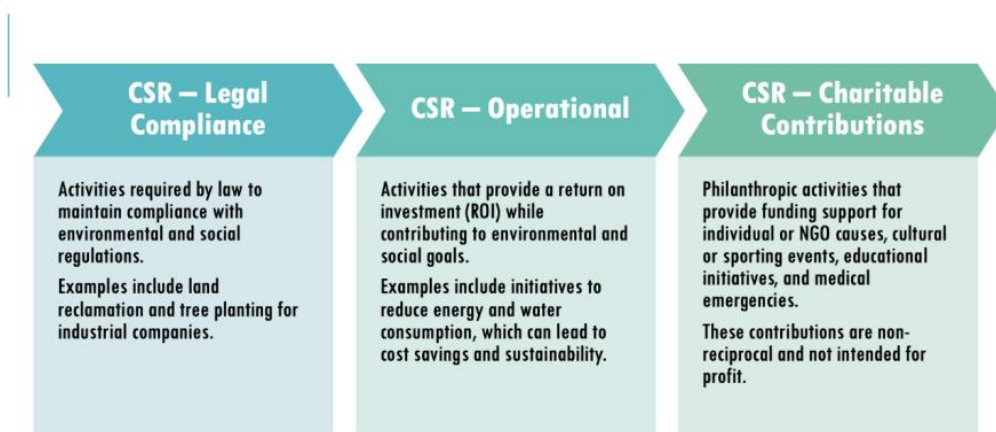 CSR – Legal
Compliance
Activities required by law to
maintain compliance with
environmental and social
regulations.
Examples include land
reclamation and tree planting for
industrial companies.
CSR – Operational
Activities that provide a return on
investment (ROI) while
contributing to environmental and
social goals.
Examples include initiatives to
reduce energy and water
consumption, which can lead to
cost savings and sustainability.
CSR – Charitable
Contributions
Philanthropic activities that
provide funding support for
individual or NGO causes, cultural
or sporting events, educational
initiatives, and medical
emergencies.
These contributions are non-
reciprocal and not intended for
profit.